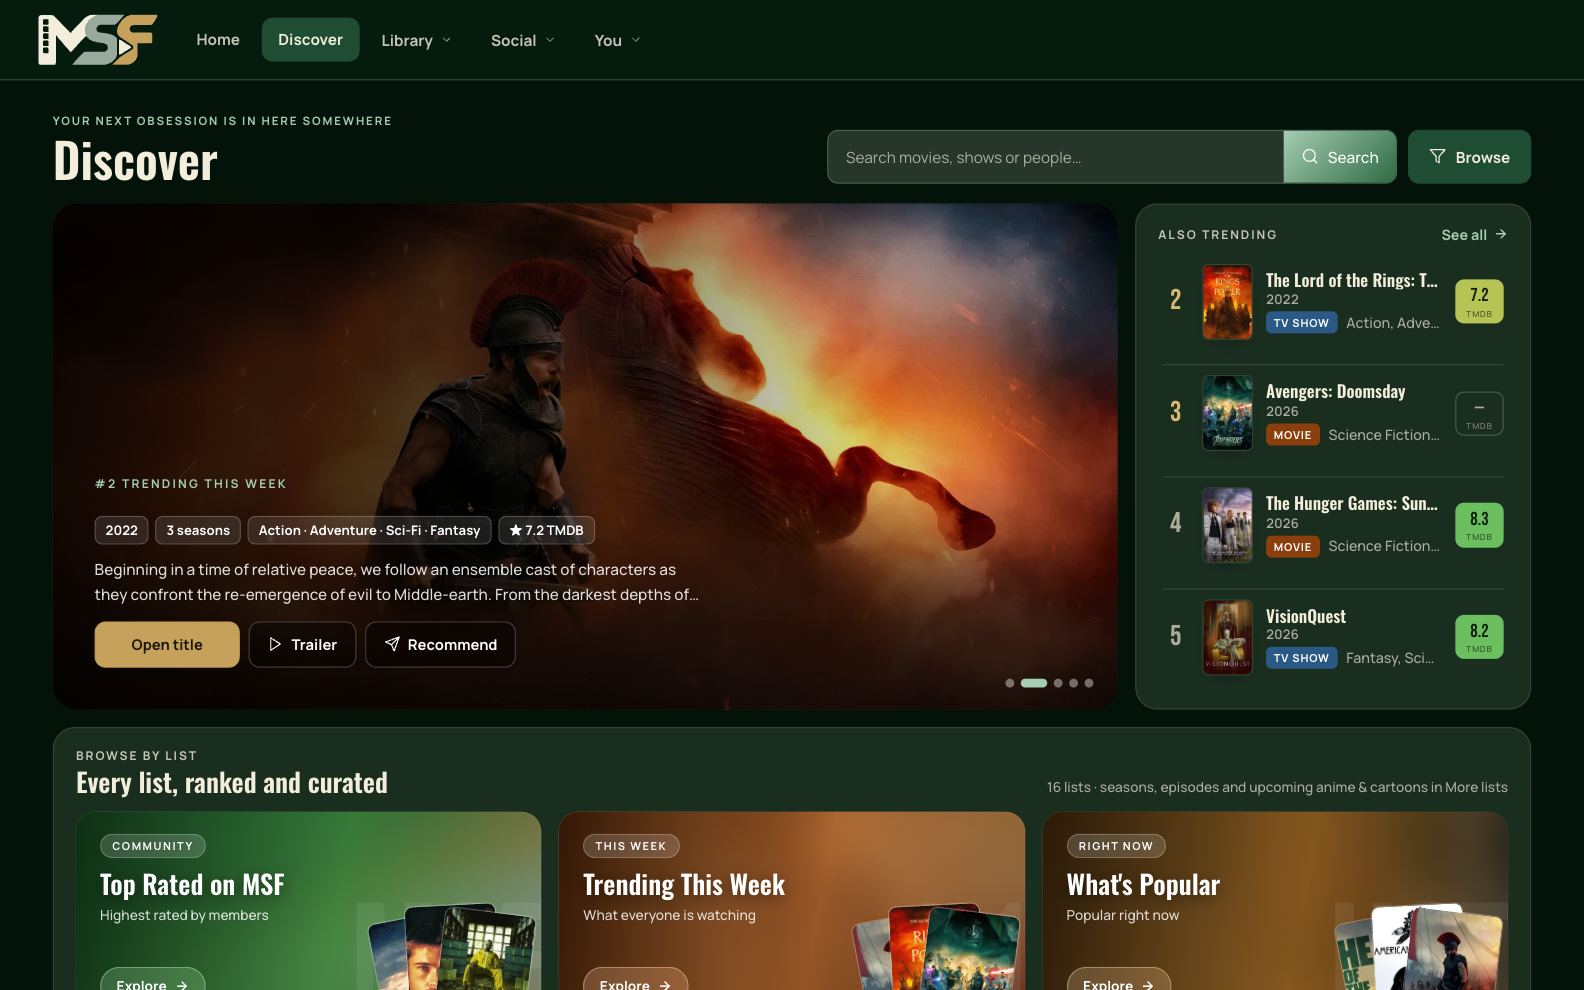 MSF
Home
Discover
Library
Social
You
YOUR NEXT OBSESSION IS IN HERE SOMEWHERE
Discover
Search movies, shows or people…
Search
Browse
#2 TRENDING THIS WEEK
2022
3 seasons
Action · Adventure · Sci-Fi · Fantasy
★ 7.2 TMDB
Beginning in a time of relative peace, we follow an ensemble cast of characters as
they confront the re-emergence of evil to Middle-earth. From the darkest depths of…
Open title
Trailer
Recommend
ALSO TRENDING
See all →
2
RINGS
POWER
The Lord of the Rings: T…
2022
TV SHOW
Action, Adve…
7.2
TMDB
3
AVENGERS
Avengers: Doomsday
2026
MOVIE
Science Fiction…
–
TMDB
4
The Hunger Games: Sun…
2026
MOVIE
Science Fiction…
8.3
TMDB
5
VISIONQUEST
VisionQuest
2026
TV SHOW
Fantasy, Sci…
8.2
TMDB
BROWSE BY LIST
Every list, ranked and curated
16 lists · seasons, episodes and upcoming anime & cartoons in More lists
COMMUNITY
Top Rated on MSF
Highest rated by members
Explore →
THIS WEEK
Trending This Week
What everyone is watching
Explore →
RIGHT NOW
What's Popular
Popular right now
Explore →
AMERICAN